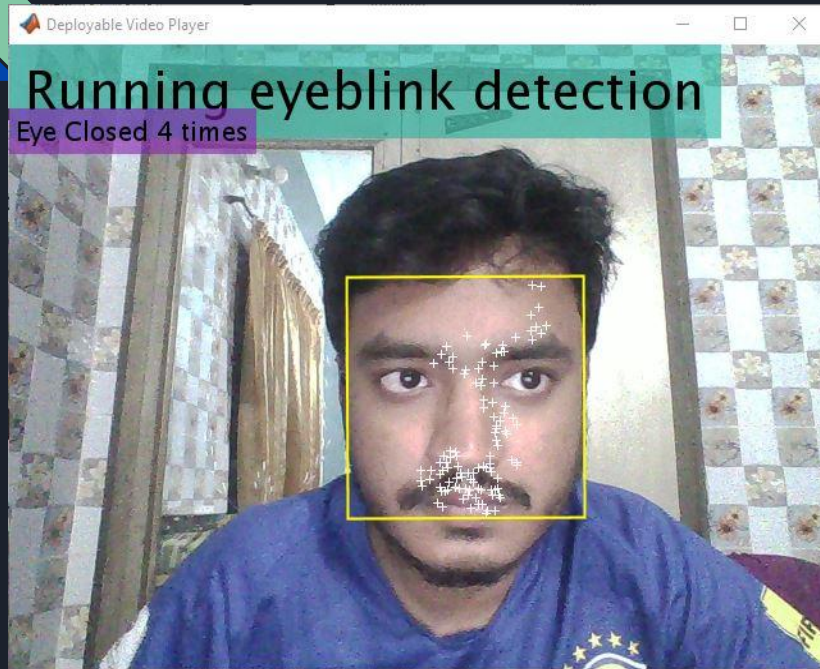 Deployable Video Player
Running eyeblink detection
Eye Closed 4 times